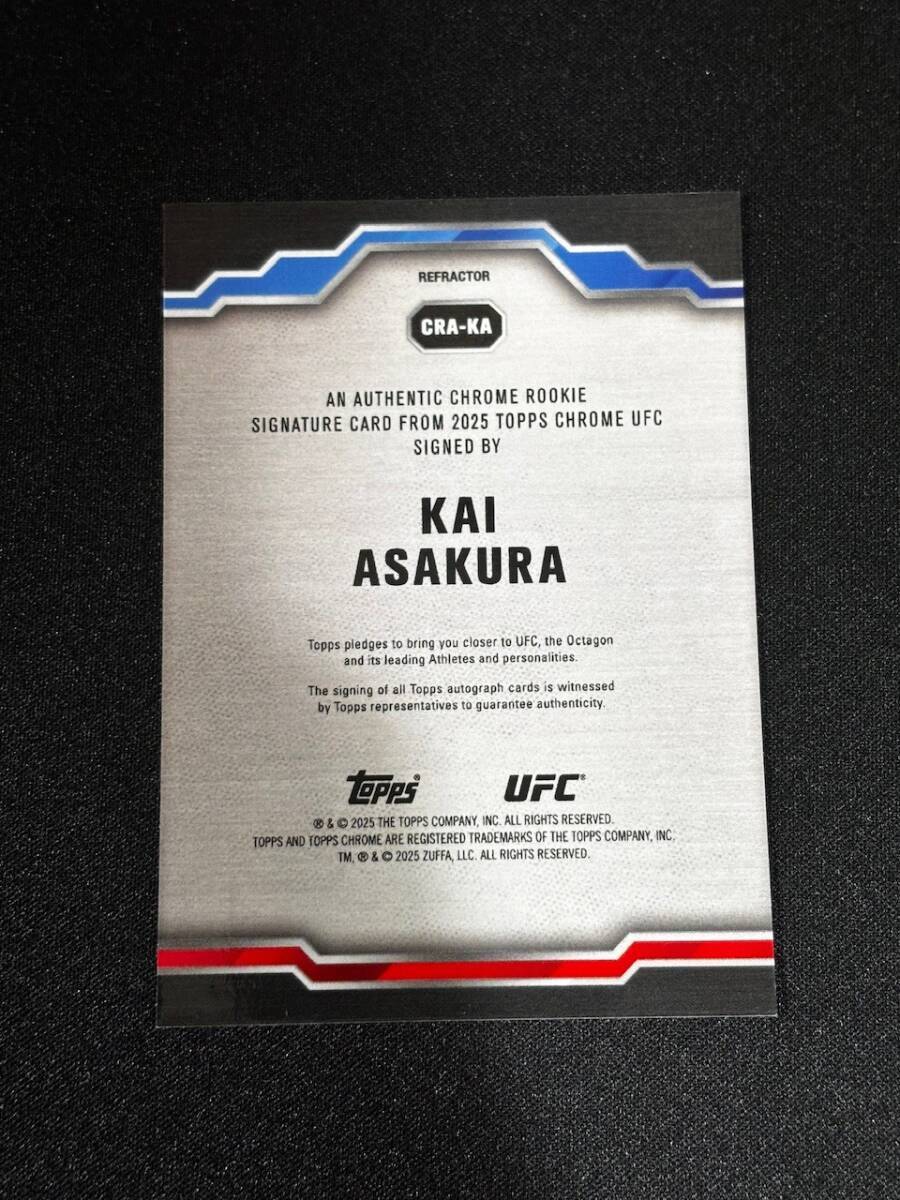 REFRACTOR
CRA-KA
AN AUTHENTIC CHROME ROOKIE
SIGNATURE CARD FROM 2025 TOPPS CHROME UFC
SIGNED BY
KAI
ASAKURA
Topps pledges to bring you closer to UFC, the Octagon
and its leading Athletes and personalities.
The signing of all Topps autograph cards is witnessed
by Topps representatives to guarantee authenticity.
Topps® UFC®
® & © 2025 THE TOPPS COMPANY, INC. ALL RIGHTS RESERVED.
TOPPS AND TOPPS CHROME ARE REGISTERED TRADEMARKS OF THE TOPPS COMPANY, INC.
TM, ® & © 2025 ZUFFA, LLC. ALL RIGHTS RESERVED.